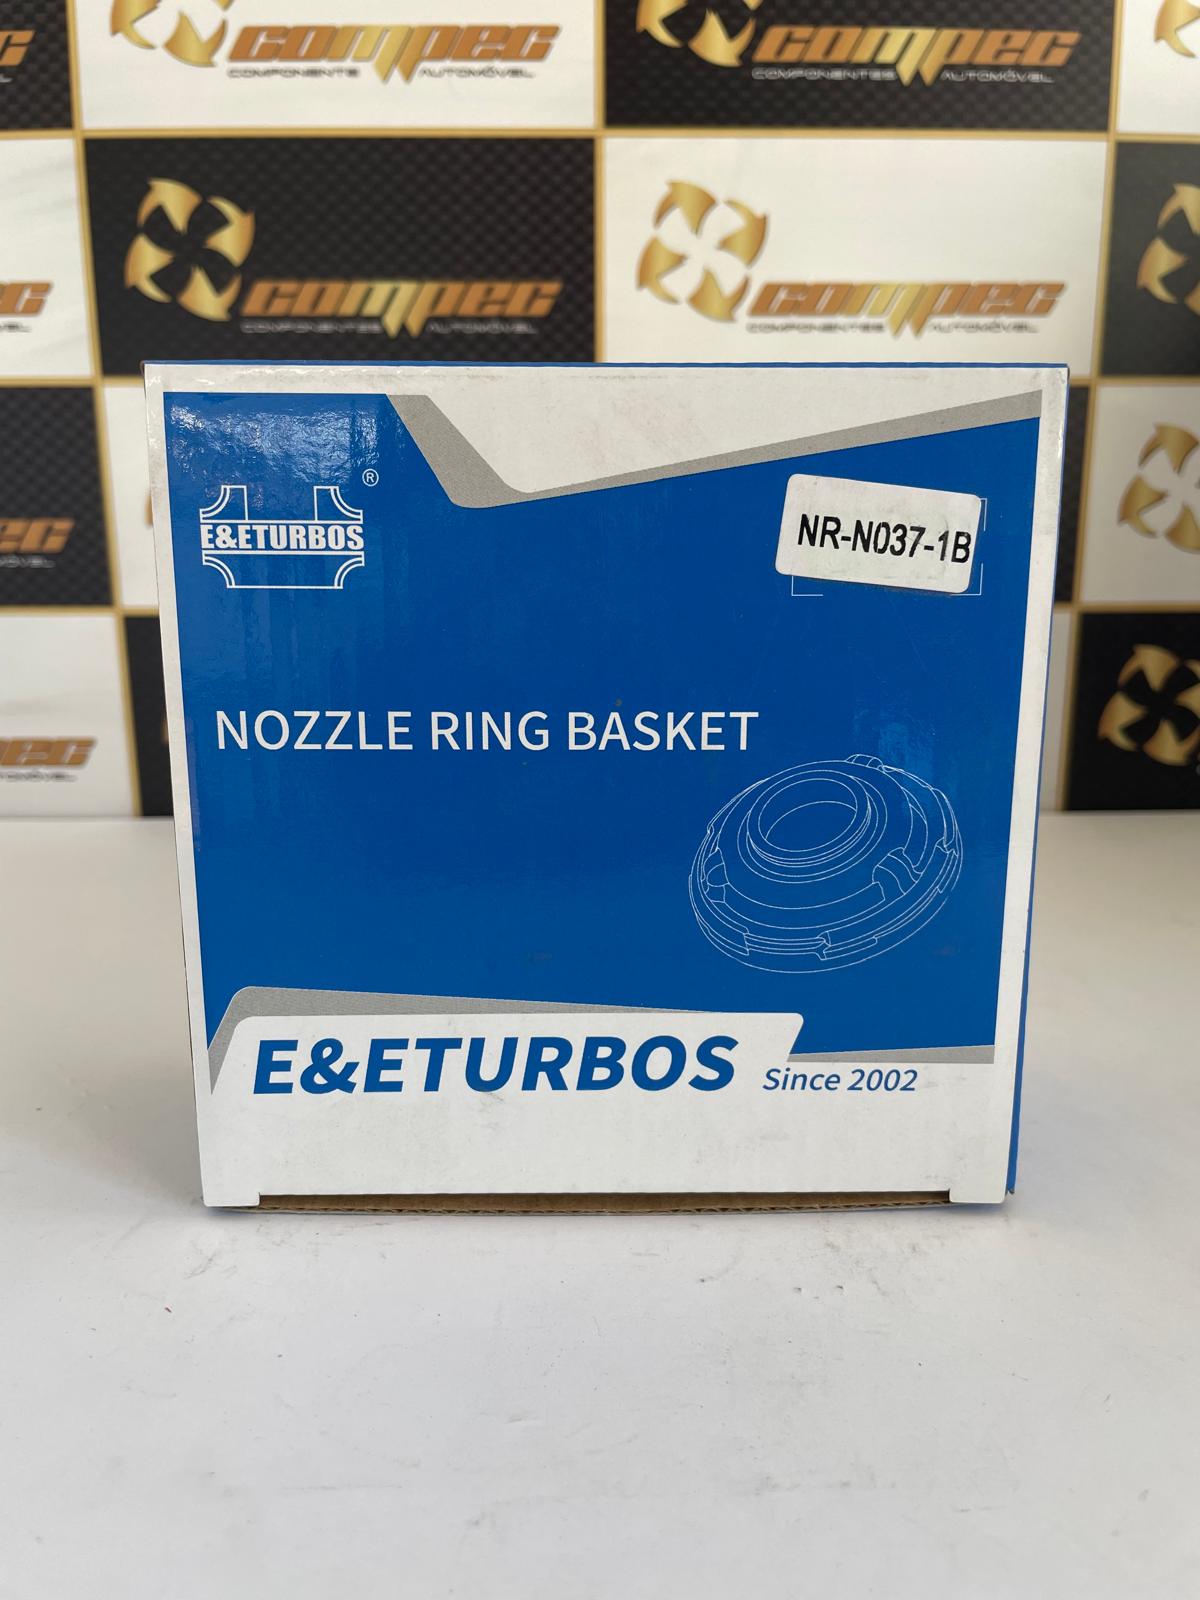 compec
COMPONENTE AUTOMÓVEL
compec
COMPONENTES AUTOMÓVEL
compec
COMPONENTES AUTOMÓVEL
compec
COMPONENTES AUTOMÓVEL
®
E&ETURBOS
NR-N037-1B
NOZZLE RING BASKET
E&ETURBOS
Since 2002